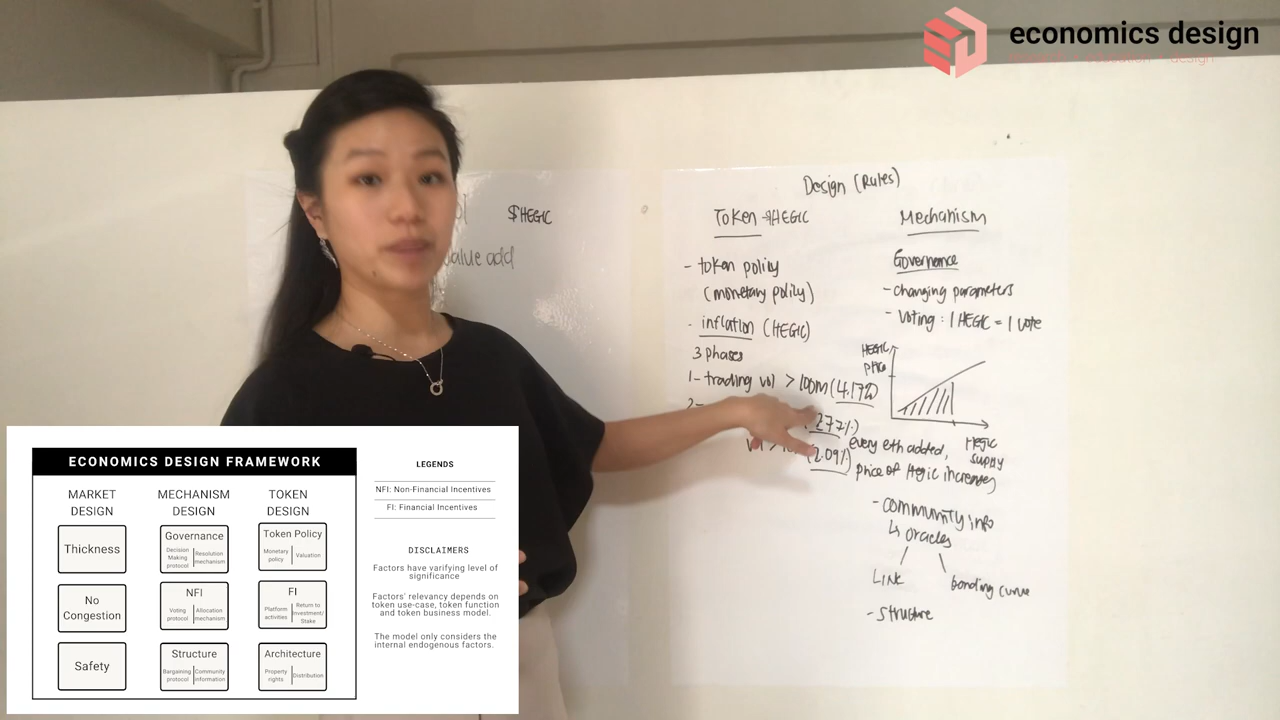 economics design
Design (Rules)
Token $HEGIC
- token policy
(monetary policy)
- inflation (HEGIC)
3 phases
1- trading vol > 100M (4.17%)
2-
(2.09%)
Mechanism
Governance
- changing parameters
- Voting: 1 HEGIC = 1 vote
HEGIC
price
HEGIC
supply
every eth added,
price of Hegic increases
- community info
↳ oracles
LINK
bonding curve
- structure
$HEGIC
value add
ECONOMICS DESIGN FRAMEWORK
MARKET
DESIGN
Thickness
No
Congestion
Safety
MECHANISM
DESIGN
Governance
Decision
Making
protocol
Resolution
mechanism
NFI
Voting
protocol
Allocation
mechanism
Structure
Bargaining
protocol
Community
information
TOKEN
DESIGN
Token Policy
Monetary
policy
Valuation
FI
Platform
activities
Return to
Investment/
Stake
Architecture
Property
rights
Distribution
LEGENDS
NFI: Non-Financial Incentives
FI: Financial Incentives
DISCLAIMERS
Factors have varifying level of
significance
Factors' relevancy depends on
token use-case, token function
and token business model.
The model only considers the
internal endogenous factors.